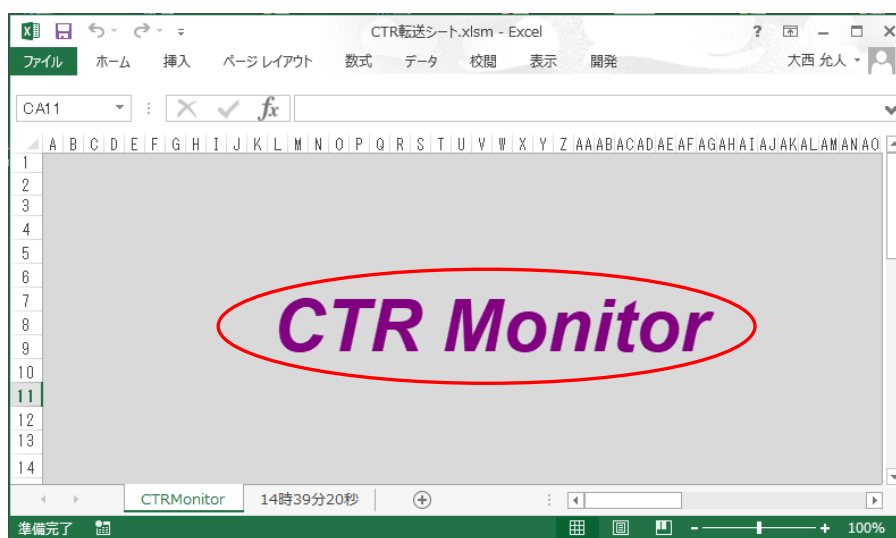 CTR転送シート.xlsm - Excel
ファイル ホーム 挿入 ページ レイアウト 数式 データ 校閲 表示 開発 大西 允人
CA11 fx
A B C D E F G H I J K L M N O P Q R S T U V W X Y Z AA AB AC AD AE AF AG AH AI AJ AK AL AM AN AO
1
2
3
4
5
6
7
8
9
10
11
12
13
14
CTR Monitor
CTRMonitor 14時39分20秒
準備完了 100%